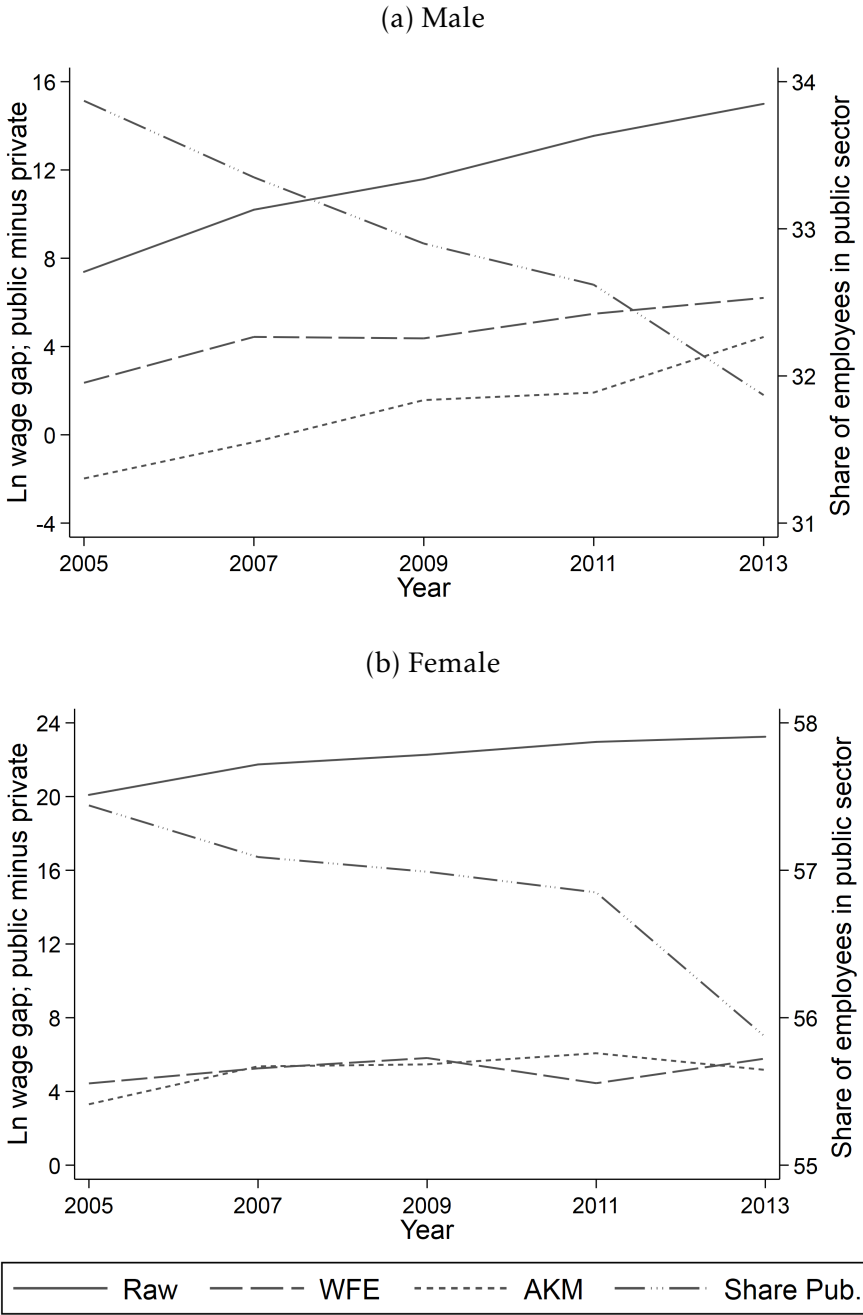 (a) Male
16
12
8
4
0
-4
Ln wage gap; public minus private
34
33
32
31
Share of employees in public sector
2005 2007 2009 2011 2013
Year
(b) Female
24
20
16
12
8
4
0
Ln wage gap; public minus private
58
57
56
55
Share of employees in public sector
2005 2007 2009 2011 2013
Year
Raw WFE AKM Share Pub.